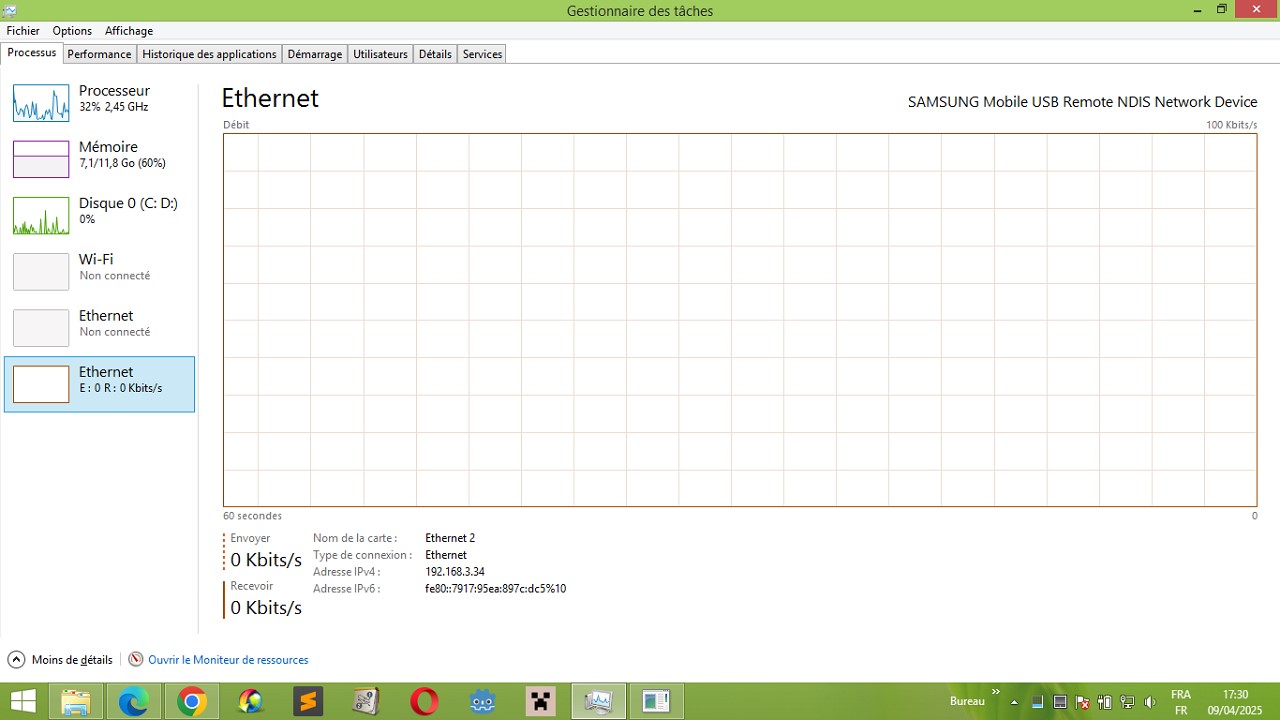 Gestionnaire des tâches
Fichier Options Affichage
Processus Performance Historique des applications Démarrage Utilisateurs Détails Services
Processeur
32% 2,45 GHz
Mémoire
7,1/11,8 Go (60%)
Disque 0 (C: D:)
0%
Wi-Fi
Non connecté
Ethernet
Non connecté
Ethernet
E : 0 R : 0 Kbits/s
Ethernet
SAMSUNG Mobile USB Remote NDIS Network Device
Débit 100 Kbits/s
60 secondes 0
Envoyer
0 Kbits/s
Recevoir
0 Kbits/s
Nom de la carte : Ethernet 2
Type de connexion : Ethernet
Adresse IPv4 : 192.168.3.34
Adresse IPv6 : fe80::7917:95ea:897c:dc5%10
Moins de détails Ouvrir le Moniteur de ressources
Bureau »
FRA
FR
17:30
09/04/2025